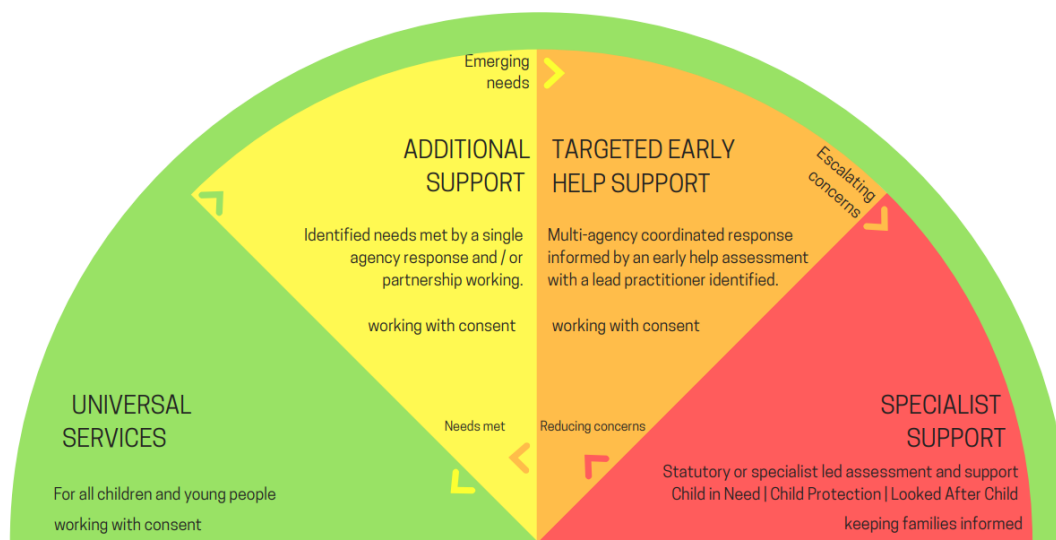 Emerging
needs
ADDITIONAL
SUPPORT
Identified needs met by a single
agency response and / or
partnership working.
working with consent
TARGETED EARLY
HELP SUPPORT
Multi-agency coordinated response
informed by an early help assessment
with a lead practitioner identified.
working with consent
Escalating
concerns
Needs met
Reducing concerns
UNIVERSAL
SERVICES
For all children and young people
working with consent
SPECIALIST
SUPPORT
Statutory or specialist led assessment and support
Child in Need | Child Protection | Looked After Child
keeping families informed